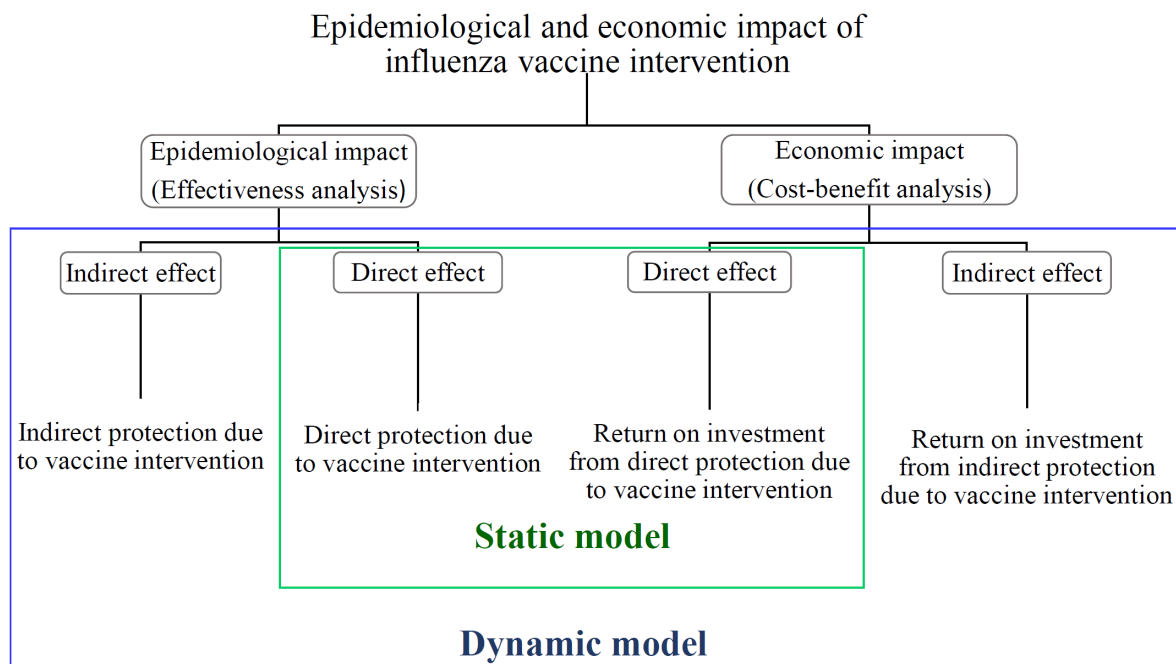 Epidemiological and economic impact of
influenza vaccine intervention
Epidemiological impact
(Effectiveness analysis)
Economic impact
(Cost-benefit analysis)
Indirect effect
Direct effect
Direct effect
Indirect effect
Indirect protection due
to vaccine intervention
Direct protection due
to vaccine intervention
Return on investment
from direct protection due
to vaccine intervention
Return on investment
from indirect protection
due to vaccine intervention
Static model
Dynamic model